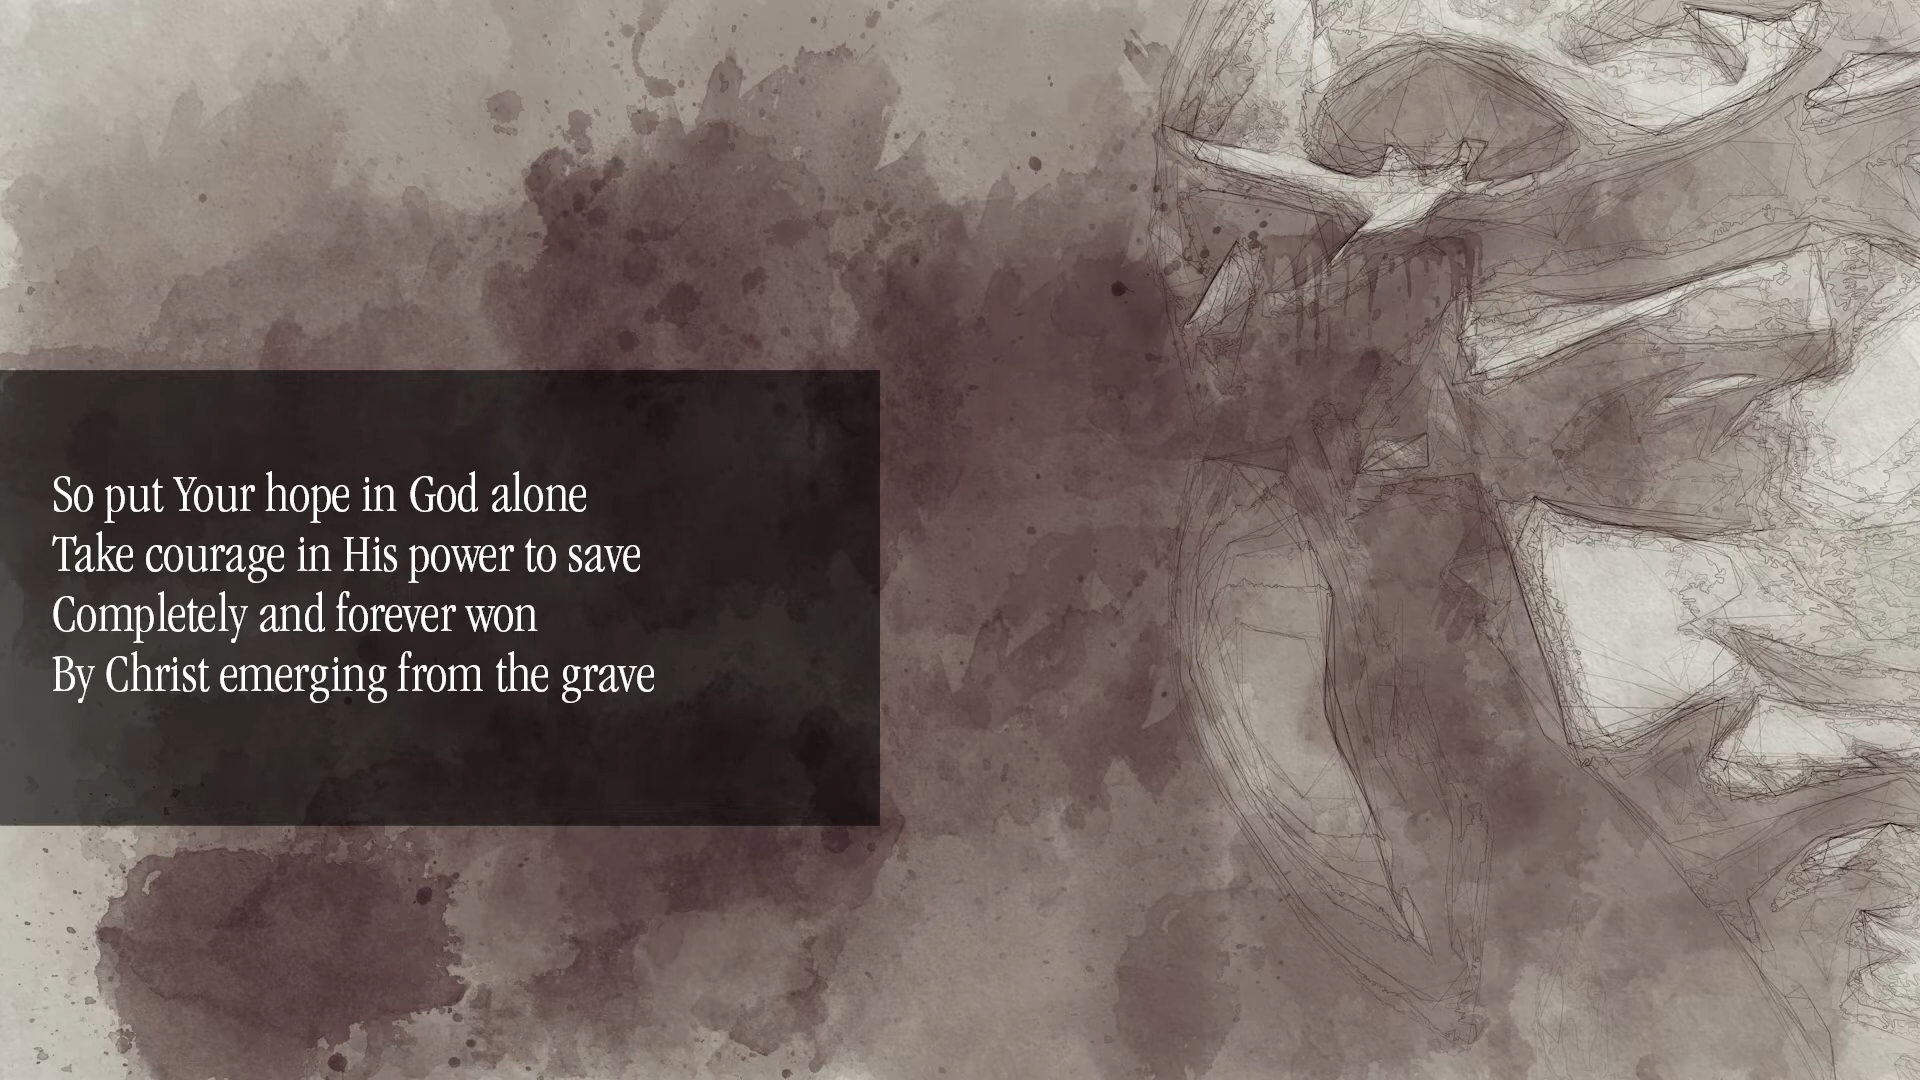 So put Your hope in God alone
Take courage in His power to save
Completely and forever won
By Christ emerging from the grave